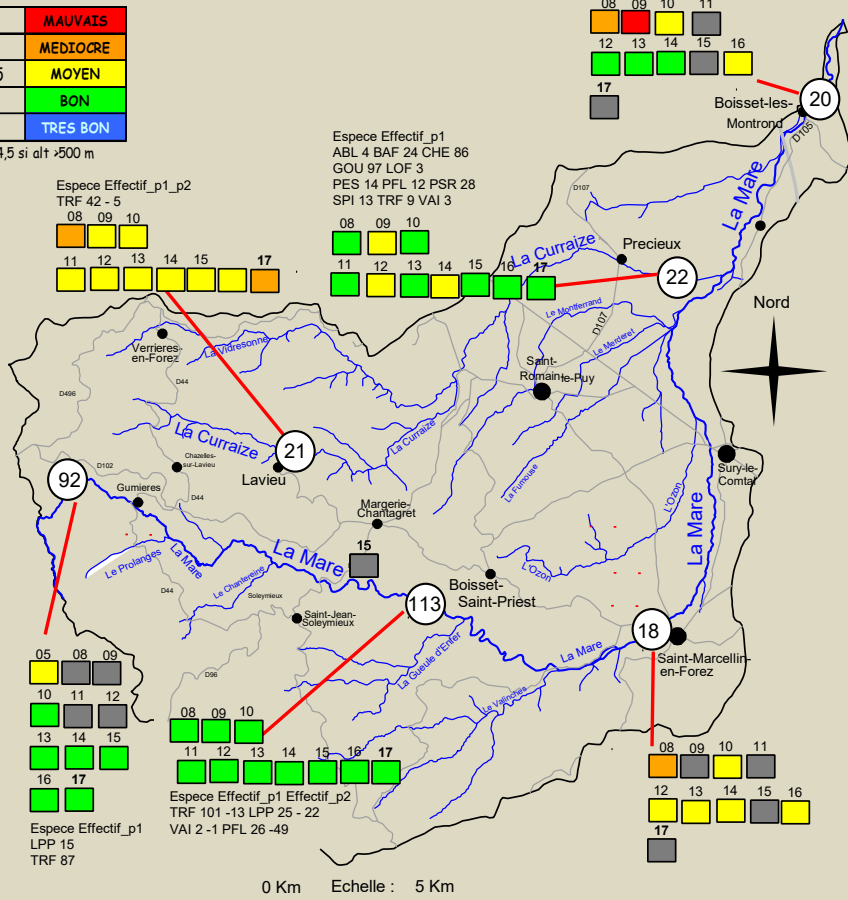 MAUVAIS
MEDIOCRE
5 MOYEN
BON
TRES BON
4,5 si alt >500 m
08 09 10 11
12 13 14 15 16
17
20
Boisset-les-
Montrond
D105
Espece Effectif_p1
ABL 4 BAF 24 CHE 86
GOU 97 LOF 3
PES 14 PFL 12 PSR 28
SPI 13 TRF 9 VAI 3
08 09 10
11 12 13 14 15 16 17
Espece Effectif_p1_p2
TRF 42 - 5
08 09 10
11 12 13 14 15 17
D107
La Mare
La Curraize
Precieux
22
Le Montferrand
D107
Le Merderet
Nord
Verrieres-
en-Forez
La Vidresonne
D44
D496
Saint-
Romain-le-Puy
La Curraize
La Curraize
21
Lavieu
Chazelles-
sur-Lavieu
D102
92
Gumieres
D44
La Fumouse
L'Ozon
Sury-le-
Comtal
La Mare
Margerie-
Chantagret
15
La Mare
La Mare
Le Prolanges
Le Chantereine
D44
Soleymieux
L'Ozon
Boisset-
Saint-Priest
113
Saint-Jean-
Soleymieux
La Gueule d'Enfer
La Mare
18
Saint-Marcellin-
en-Forez
D96
Le Valinches
05 08 09
10 11 12
13 14 15
16 17
Espece Effectif_p1
LPP 15
TRF 87
08 09 10
11 12 13 14 15 16 17
Espece Effectif_p1 Effectif_p2
TRF 101 -13 LPP 25 - 22
VAI 2 -1 PFL 26 -49
08 09 10 11
12 13 14 15 16
17
0 Km Echelle : 5 Km